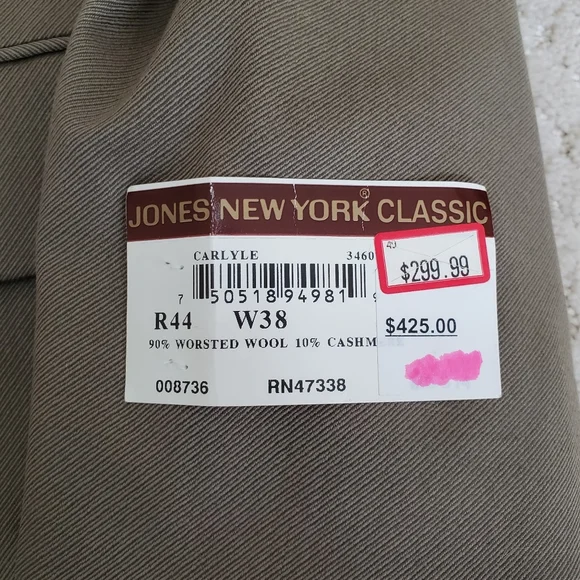 JONES NEW YORK® CLASSIC
CARLYLE 3460
49
$299.99
7 50518 94981
R44 W38
$425.00
90% WORSTED WOOL 10%
008736 RN47338